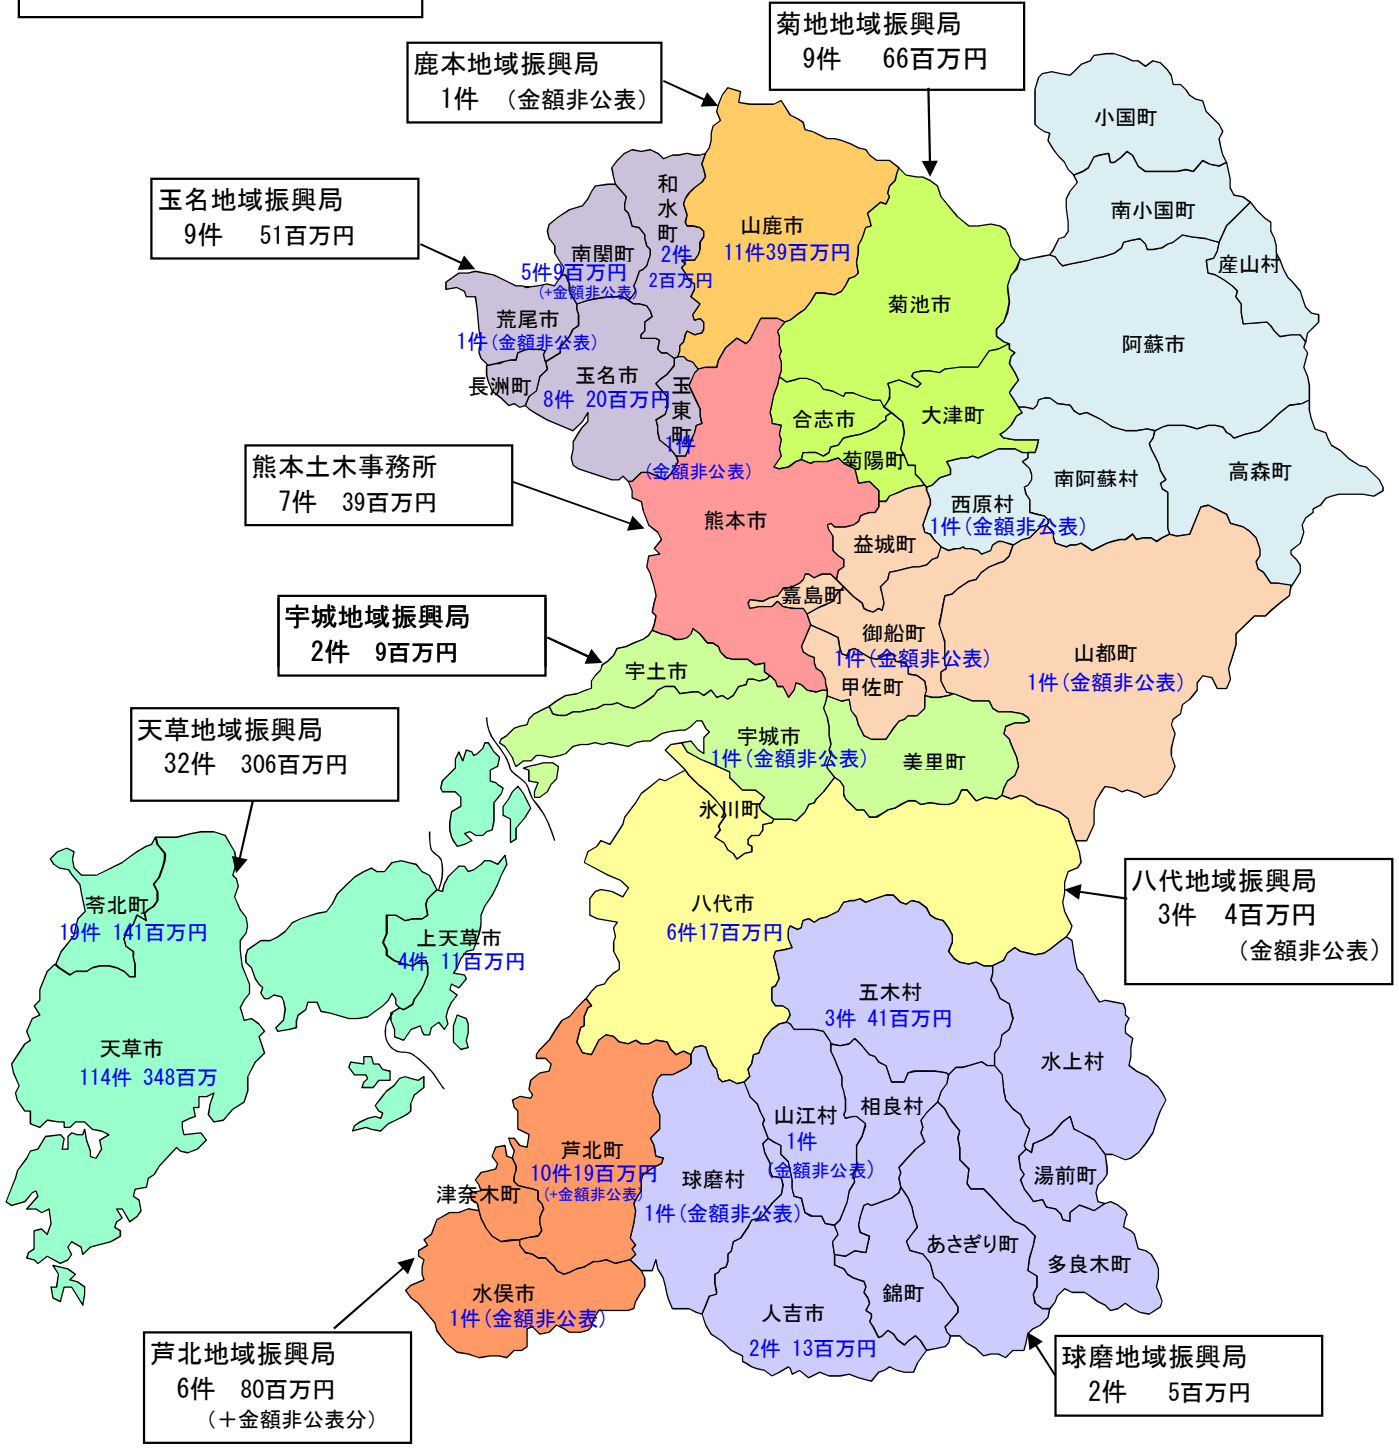 菊地地域振興局
9件 66百万円
鹿本地域振興局
1件 (金額非公表)
小国町
玉名地域振興局
9件 51百万円
和水町
2件
2百万円
山鹿市
11件39百万円
南小国町
南関町
5件9百万円
(+金額非公表)
産山村
菊池市
荒尾市
1件(金額非公表)
阿蘇市
長洲町
玉名市
8件 20百万円
玉東町
1件
(金額非公表)
合志市
大津町
菊陽町
熊本土木事務所
7件 39百万円
南阿蘇村
高森町
西原村
1件(金額非公表)
熊本市
益城町
嘉島町
宇城地域振興局
2件 9百万円
御船町
1件(金額非公表)
山都町
1件(金額非公表)
宇土市
甲佐町
天草地域振興局
32件 306百万円
宇城市
1件(金額非公表)
美里町
氷川町
八代地域振興局
3件 4百万円
(金額非公表)
苓北町
19件 141百万円
八代市
6件17百万円
上天草市
4件 11百万円
五木村
3件 41百万円
天草市
114件 348百万
水上村
相良村
山江村
1件
(金額非公表)
芦北町
10件19百万円
(+金額非公表)
湯前町
津奈木町
球磨村
1件(金額非公表)
あさぎり町
多良木町
水俣市
1件(金額非公表)
錦町
人吉市
2件 13百万円
芦北地域振興局
6件 80百万円
(+金額非公表分)
球磨地域振興局
2件 5百万円